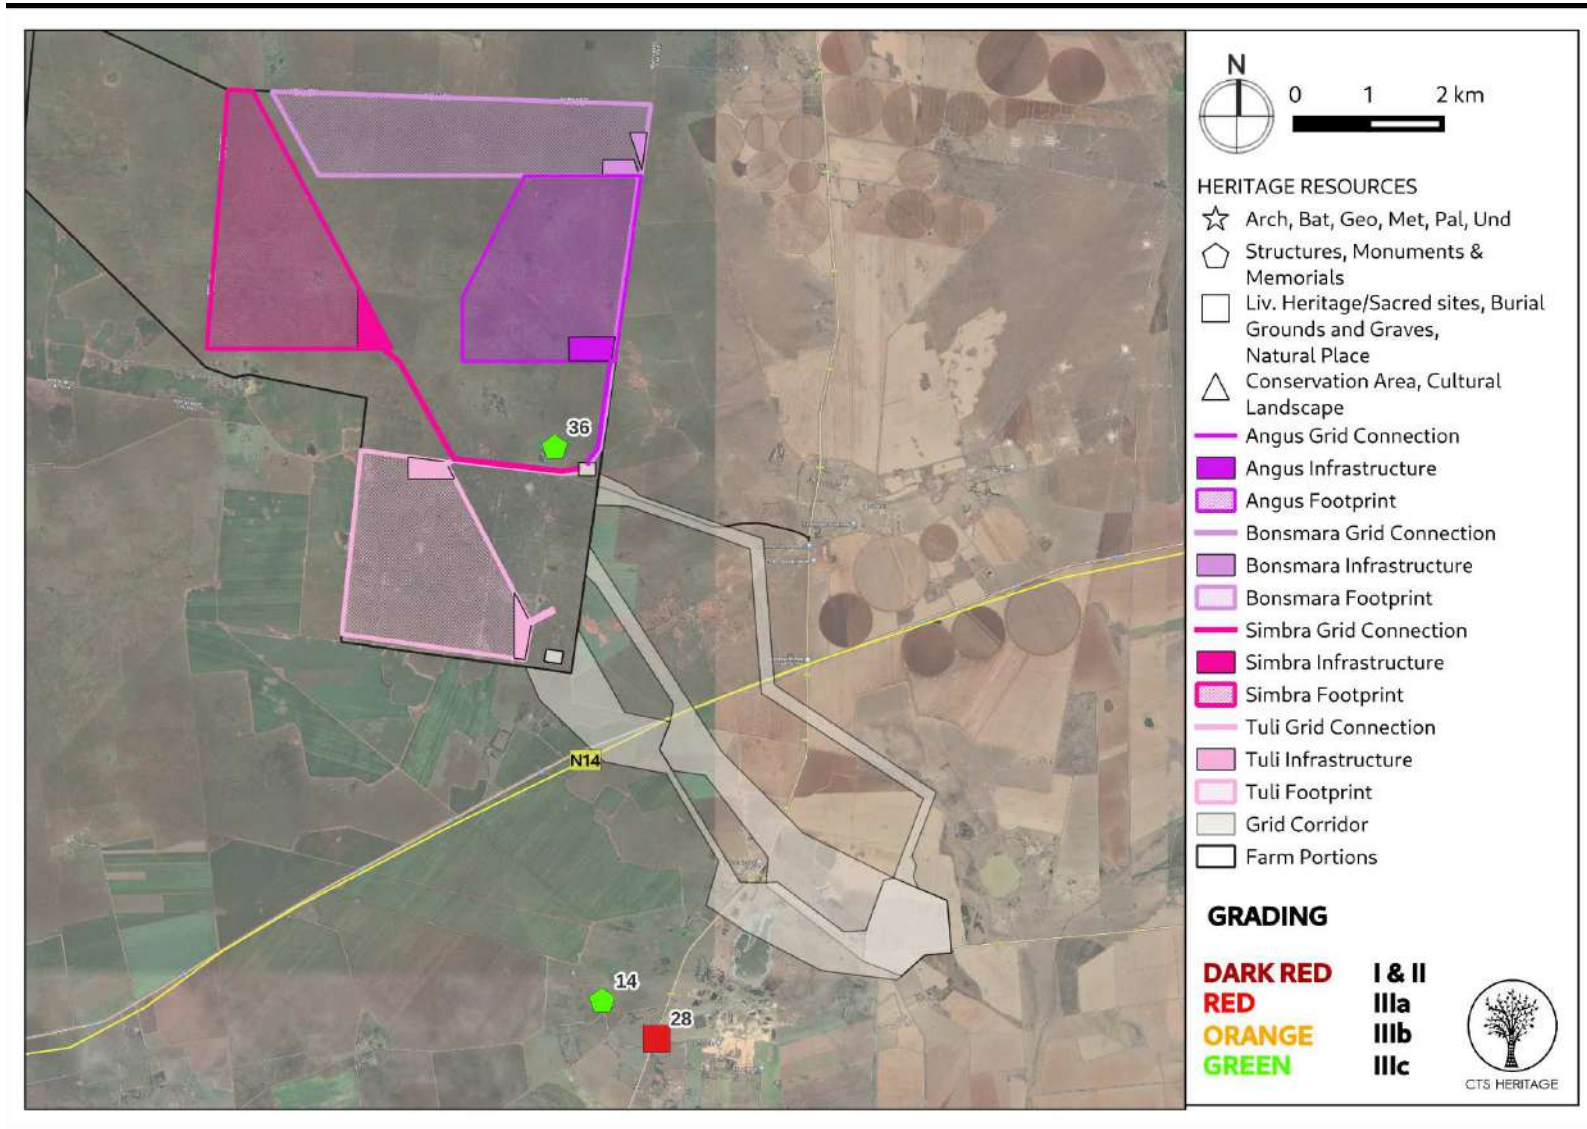 36
N14
14
28
N
0 1 2 km
HERITAGE RESOURCES
Arch, Bat, Geo, Met, Pal, Und
Structures, Monuments &
Memorials
Liv. Heritage/Sacred sites, Burial
Grounds and Graves,
Natural Place
Conservation Area, Cultural
Landscape
Angus Grid Connection
Angus Infrastructure
Angus Footprint
Bonsmara Grid Connection
Bonsmara Infrastructure
Bonsmara Footprint
Simbra Grid Connection
Simbra Infrastructure
Simbra Footprint
Tuli Grid Connection
Tuli Infrastructure
Tuli Footprint
Grid Corridor
Farm Portions
GRADING
DARK RED I & II
RED IIIa
ORANGE IIIb
GREEN IIIc
CTS HERITAGE